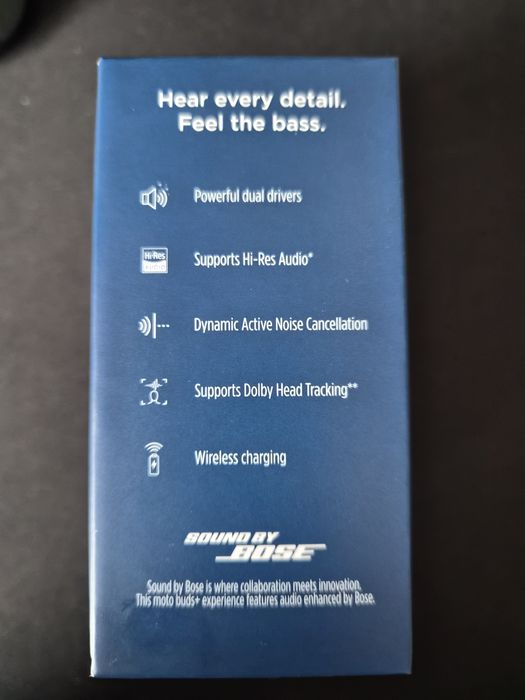 Hear every detail.
Feel the bass.
Powerful dual drivers
Hi-Res
AUDIO
Supports Hi-Res Audio*
Dynamic Active Noise Cancellation
Supports Dolby Head Tracking**
Wireless charging
SOUND BY
BOSE
Sound by Bose is where collaboration meets innovation.
This moto buds+ experience features audio enhanced by Bose.